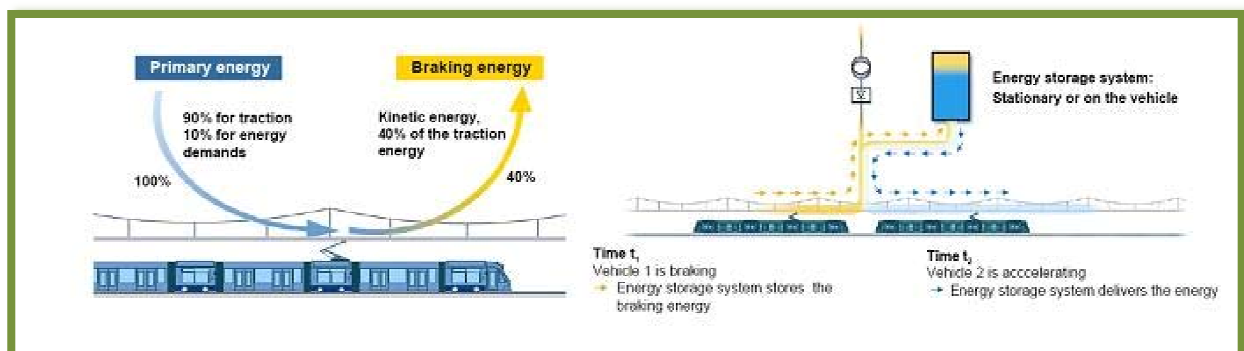 Primary energy
Braking energy
90% for traction
10% for energy
demands
Kinetic energy,
40% of the traction
energy
100%
40%
Energy storage system:
Stationary or on the vehicle
Time t₁
Vehicle 1 is braking
Energy storage system stores the
braking energy
Time t₂
Vehicle 2 is acccelerating
Energy storage system delivers the energy